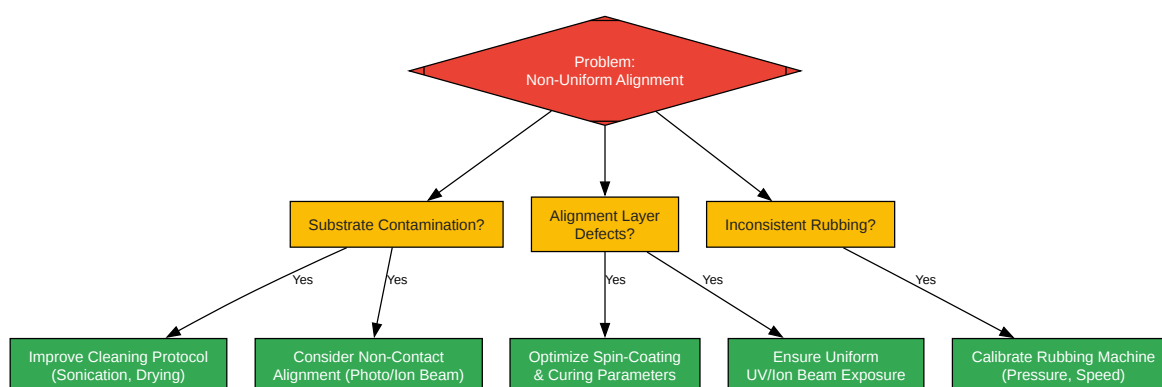 Problem:
Non-Uniform Alignment
Substrate Contamination?
Alignment Layer
Defects?
Inconsistent Rubbing?
Yes
Yes
Yes
Yes
Yes
Improve Cleaning Protocol
(Sonication, Drying)
Consider Non-Contact
Alignment (Photo/Ion Beam)
Optimize Spin-Coating
& Curing Parameters
Ensure Uniform
UV/Ion Beam Exposure
Calibrate Rubbing Machine
(Pressure, Speed)